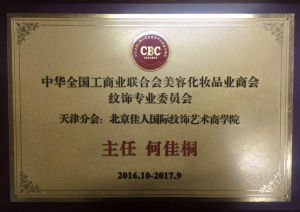 CBC
中华全国工商业联合会美容化妆品业商会
纹饰专业委员会
天津分会：北京佳人国际纹饰艺术商学院
主任 何佳桐
2016.10-2017.9